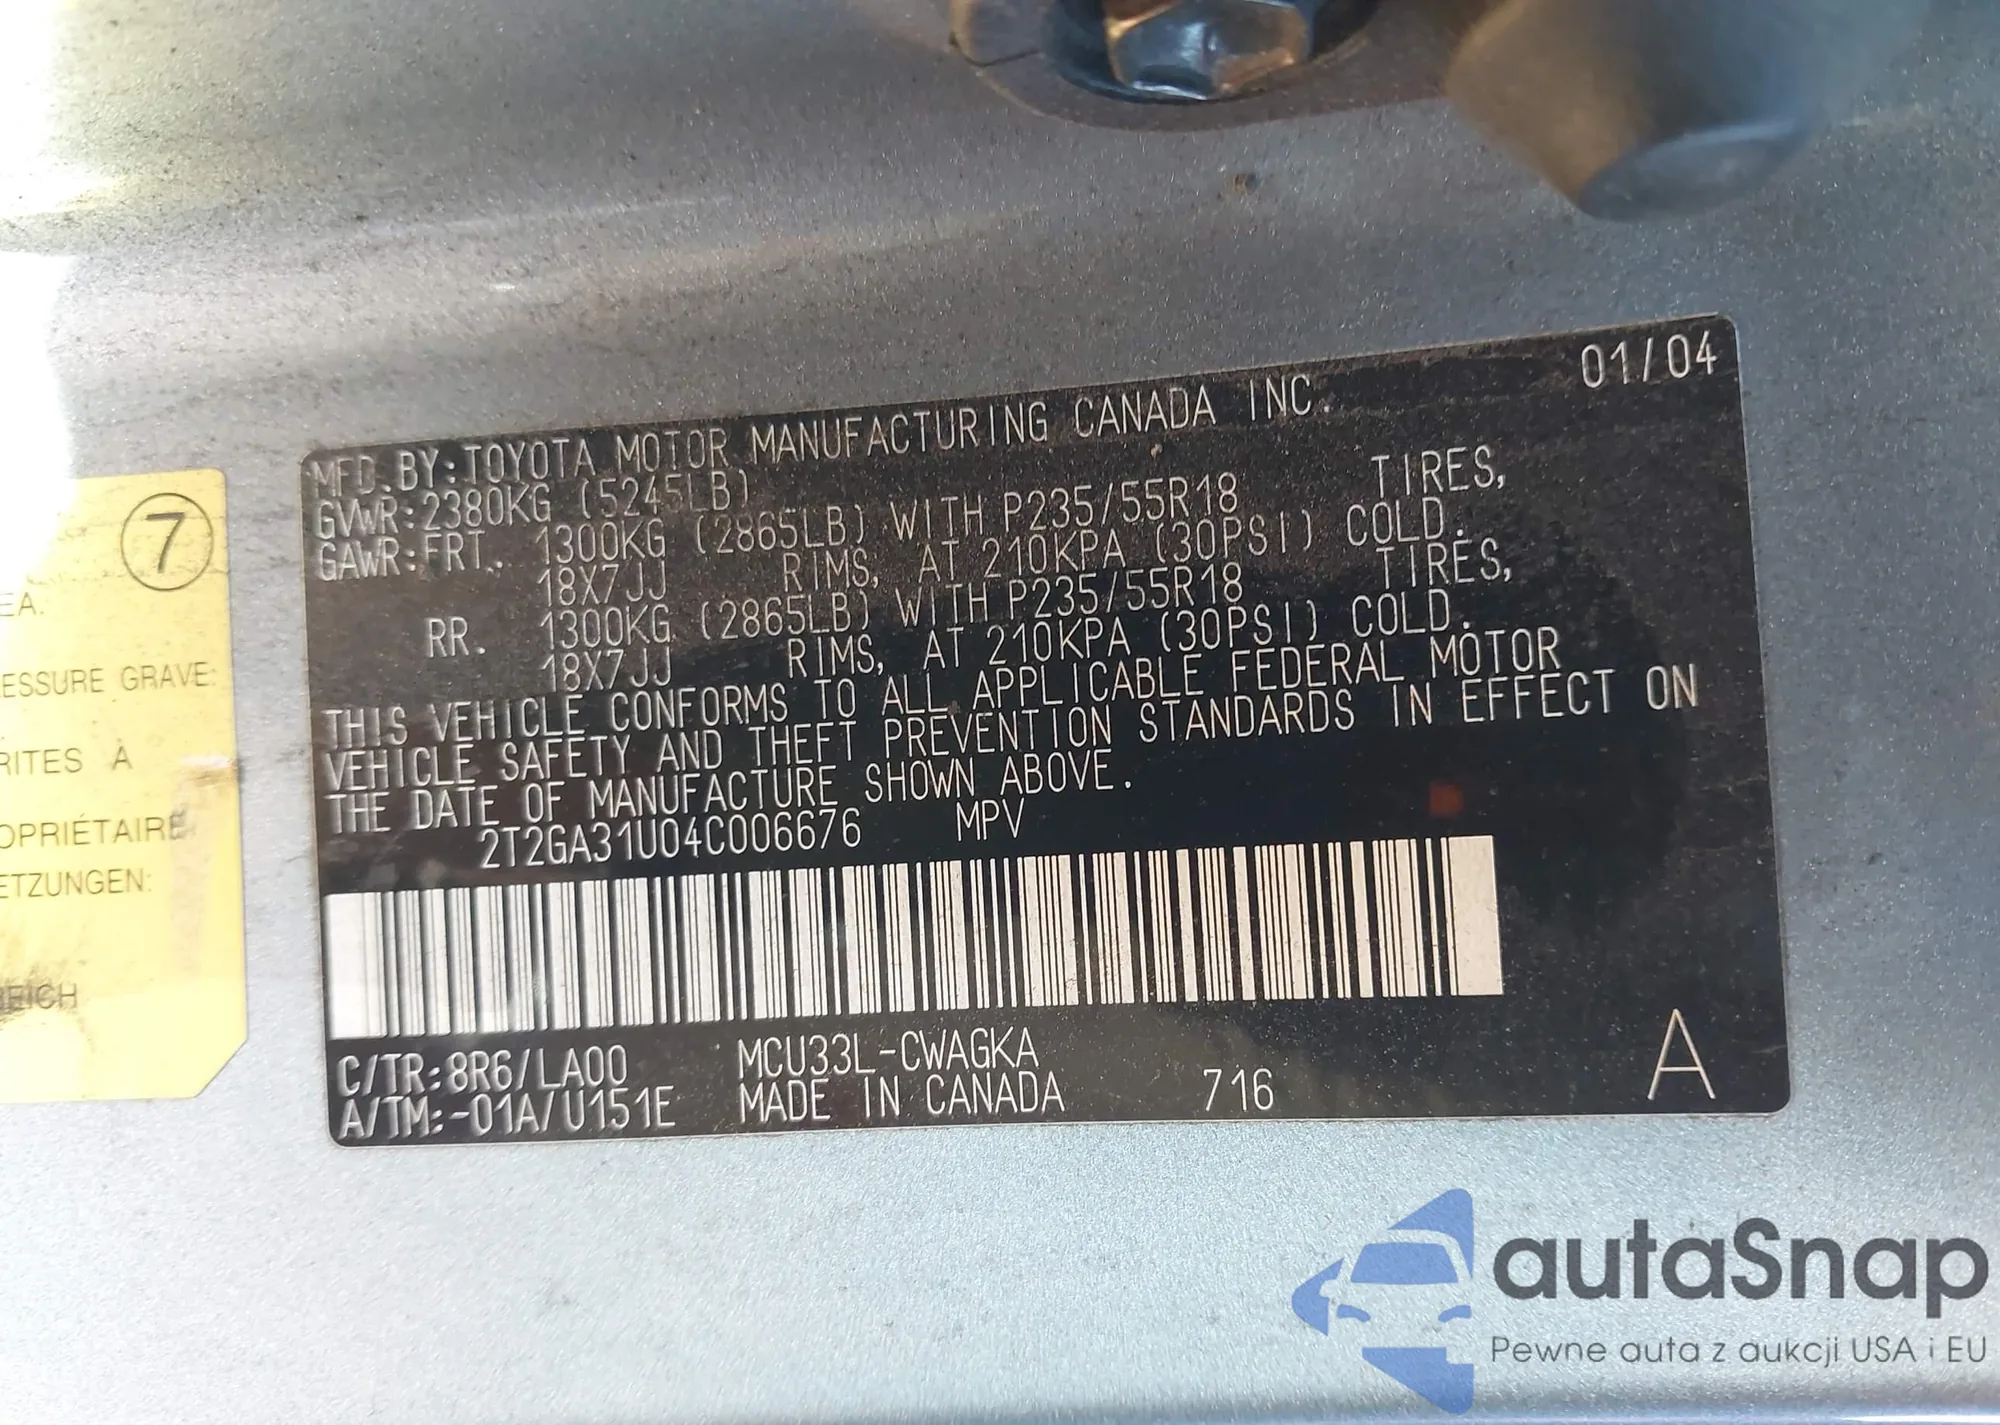 01/04
MFD. BY:TOYOTA MOTOR MANUFACTURING CANADA INC.
GVWR:2380KG (5245LB)
GAWR:FRT. 1300KG (2865LB) WITH P235/55R18 TIRES,
18X7JJ RIMS, AT 210KPA (30PSI) COLD.
RR. 1300KG (2865LB) WITH P235/55R18 TIRES,
18X7JJ RIMS, AT 210KPA (30PSI) COLD.
THIS VEHICLE CONFORMS TO ALL APPLICABLE FEDERAL MOTOR
VEHICLE SAFETY AND THEFT PREVENTION STANDARDS IN EFFECT ON
THE DATE OF MANUFACTURE SHOWN ABOVE.
2T2GA31U04C006676 MPV
C/TR:8R6/LA00 MCU33L-CWAGKA
A/TM:-01A/U151E MADE IN CANADA 716 A
7
EA.
ESSURE GRAVE:
RITES À
OPRIÉTAIRE
ETZUNGEN:
REICH
autaSnap
Pewne auta z aukcji USA i EU